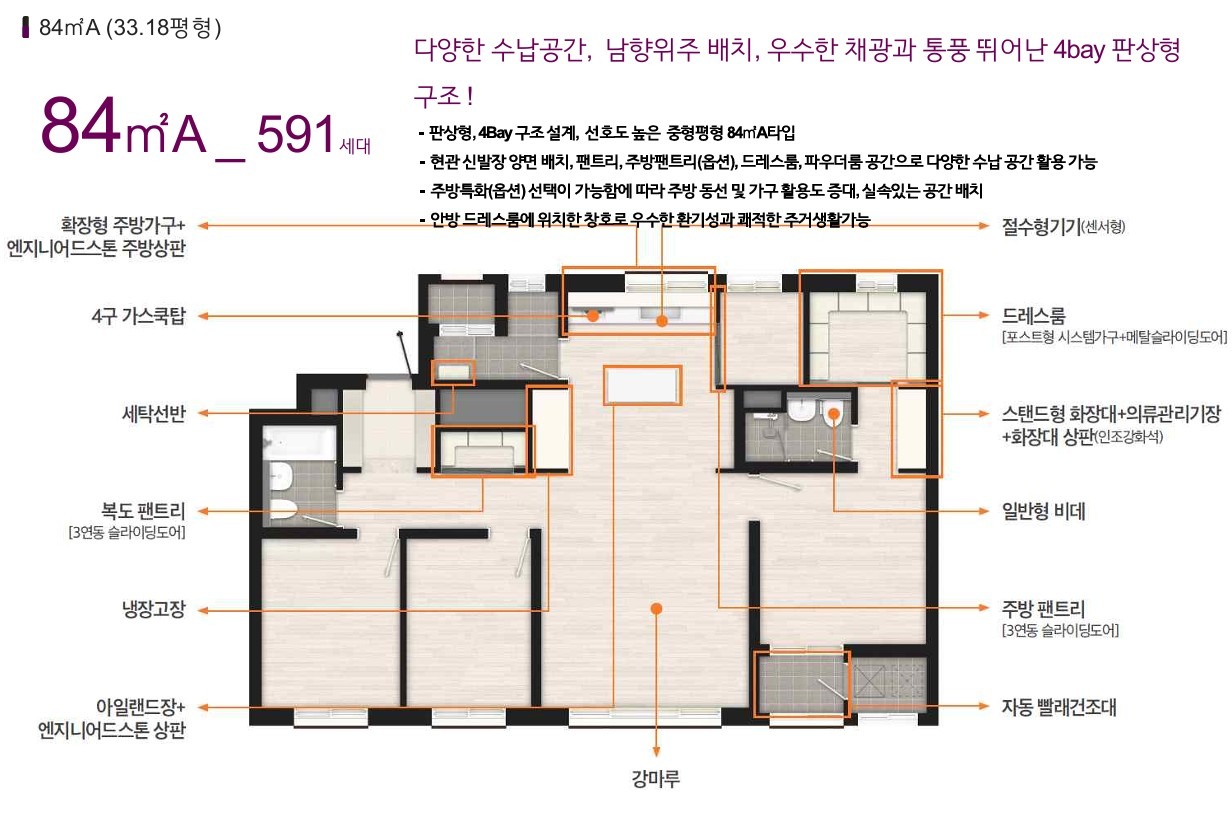 84㎡A (33.18평형)
다양한 수납공간, 남향위주 배치, 우수한 채광과 통풍 뛰어난 4bay 판상형
구조 !
84㎡A _ 591세대
- 판상형, 4Bay 구조 설계, 선호도 높은 중형평형 84㎡A타입
- 현관 신발장 양면 배치, 팬트리, 주방팬트리(옵션), 드레스룸, 파우더룸 공간으로 다양한 수납 공간 활용 가능
- 주방특화(옵션) 선택이 가능함에 따라 주방 동선 및 가구 활용도 증대, 실속있는 공간 배치
- 안방 드레스룸에 위치한 창호로 우수한 환기성과 쾌적한 주거생활가능
확장형 주방가구+
엔지니어드스톤 주방상판
절수형기기(센서형)
4구 가스쿡탑
드레스룸
[포스트형 시스템가구+메탈슬라이딩도어]
세탁선반
스탠드형 화장대+의류관리기장
+화장대 상판(인조강화석)
복도 팬트리
[3연동 슬라이딩도어]
일반형 비데
냉장고장
주방 팬트리
[3연동 슬라이딩도어]
아일랜드장+
엔지니어드스톤 상판
자동 빨래건조대
강마루